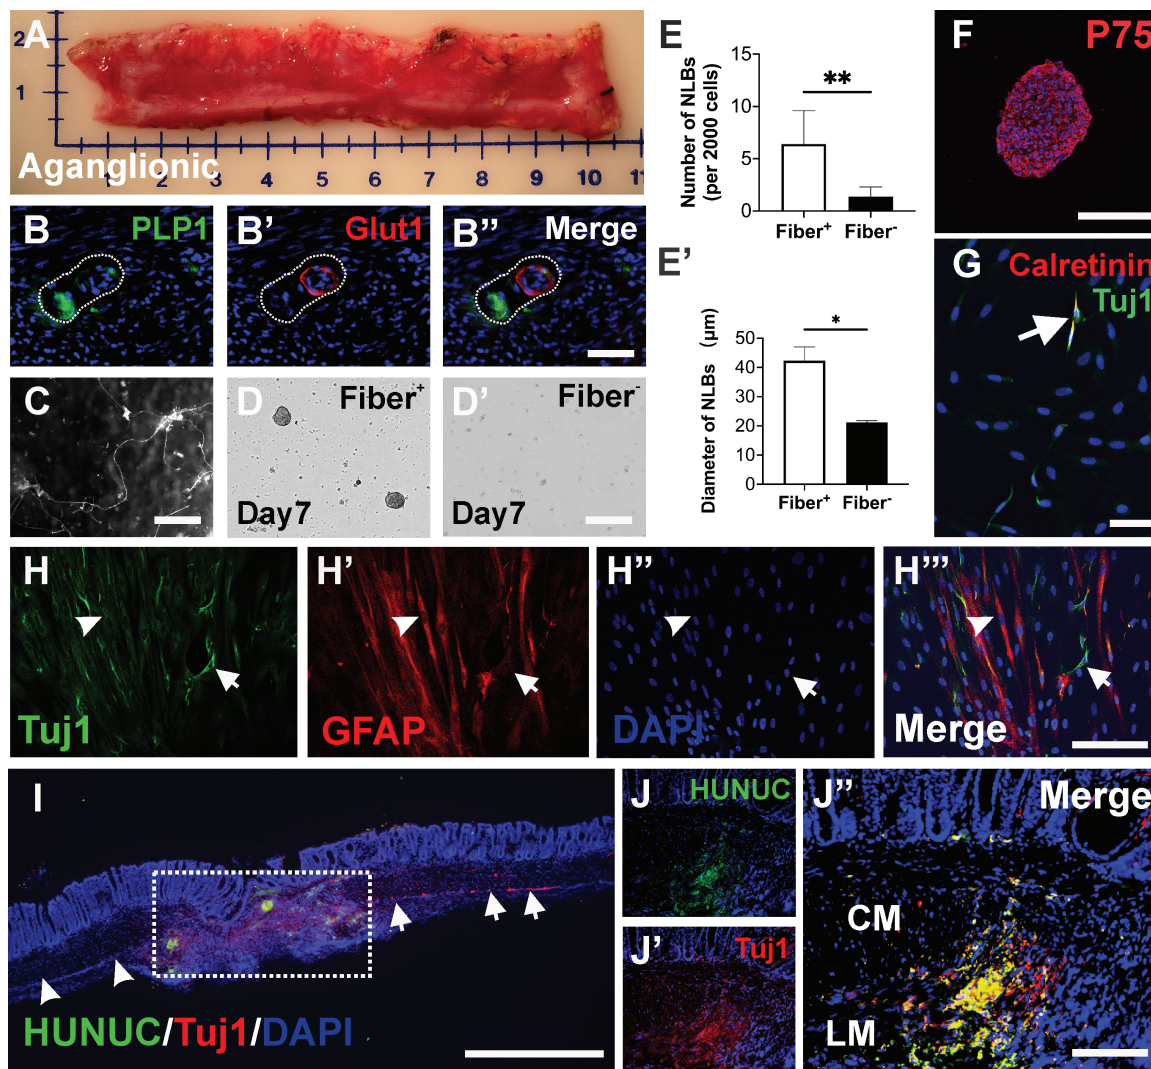 A
2
1
Aganglionic
1 2 3 4 5 6 7 8 9 10 11
B PLP1
B’ Glut1
B” Merge
C
D Fiber+
Day7
D’ Fiber-
Day7
E
Number of NLBs
(per 2000 cells)
15
10
5
0
**
Fiber+ Fiber-
E’
Diameter of NLBs (μm)
50
40
30
20
10
0
*
Fiber+ Fiber-
F P75
G Calretinin
Tuj1
H
Tuj1
H’
GFAP
H”
DAPI
H”’
Merge
I
HUNUC/Tuj1/DAPI
J HUNUC
J’ Tuj1
J” Merge
CM
LM